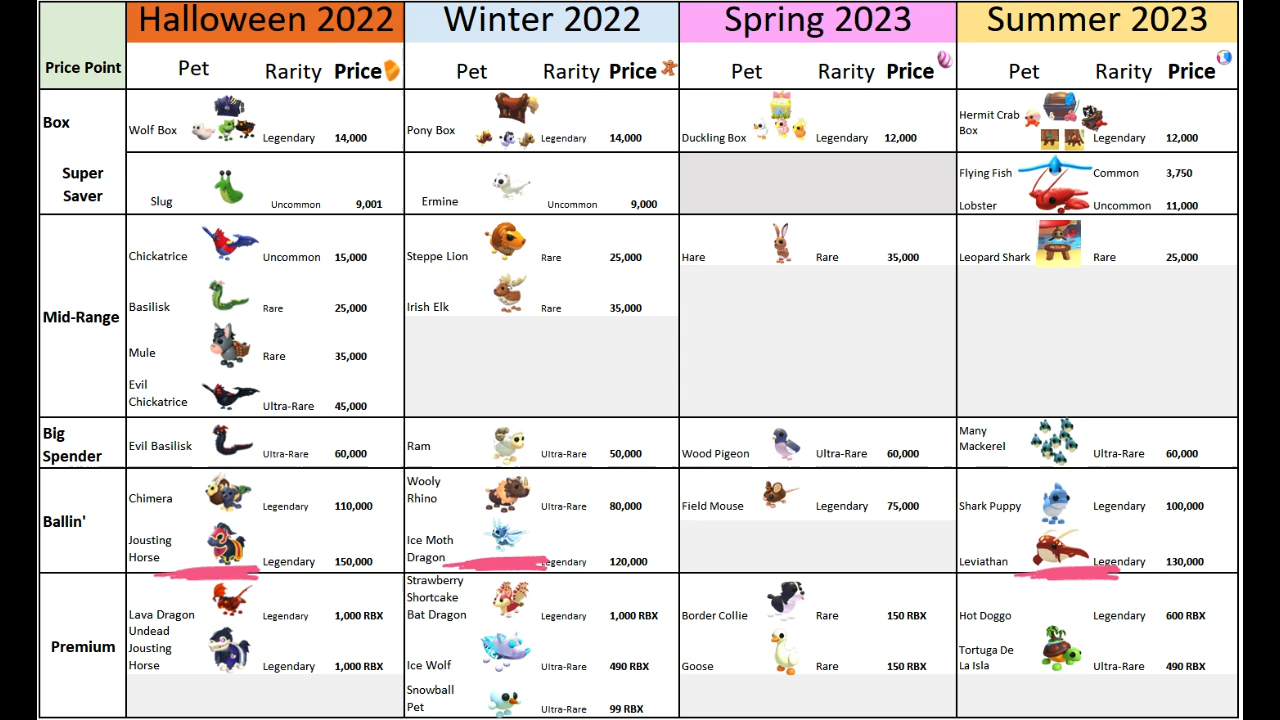 Halloween 2022 Winter 2022 Spring 2023 Summer 2023
Price Point Pet Rarity Price Pet Rarity Price Pet Rarity Price Pet Rarity Price
Box Wolf Box Legendary 14,000 Pony Box Legendary 14,000 Duckling Box Legendary 12,000 Hermit Crab Box Legendary 12,000
Super Saver Slug Uncommon 9,001 Ermine Uncommon 9,000 Flying Fish Common 3,750
Lobster Uncommon 11,000
Mid-Range Chickatrice Uncommon 15,000 Steppe Lion Rare 25,000 Hare Rare 35,000 Leopard Shark Rare 25,000
Basilisk Rare 25,000 Irish Elk Rare 35,000
Mule Rare 35,000
Evil Chickatrice Ultra-Rare 45,000
Big Spender Evil Basilisk Ultra-Rare 60,000 Ram Ultra-Rare 50,000 Wood Pigeon Ultra-Rare 60,000 Many Mackerel Ultra-Rare 60,000
Ballin' Chimera Legendary 110,000 Wooly Rhino Ultra-Rare 80,000 Field Mouse Legendary 75,000 Shark Puppy Legendary 100,000
Jousting Horse Legendary 150,000 Ice Moth Dragon Legendary 120,000 Leviathan Legendary 130,000
Premium Lava Dragon Legendary 1,000 RBX Strawberry Shortcake Bat Dragon Legendary 1,000 RBX Border Collie Rare 150 RBX Hot Doggo Legendary 600 RBX
Undead Jousting Horse Legendary 1,000 RBX Ice Wolf Ultra-Rare 490 RBX Goose Rare 150 RBX Tortuga De La Isla Ultra-Rare 490 RBX
Snowball Pet Ultra-Rare 99 RBX